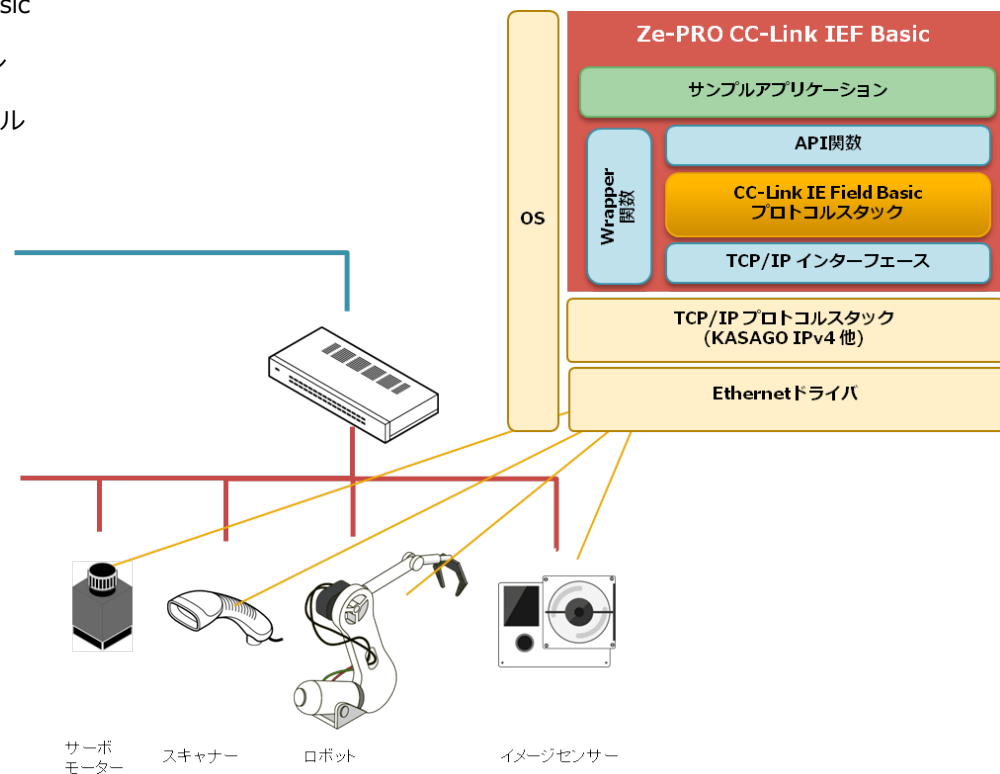 sic
ル
Ze-PRO CC-Link IEF Basic
サンプルアプリケーション
OS
Wrapper
関数
API関数
CC-Link IE Field Basic
プロトコルスタック
TCP/IP インターフェース
TCP/IP プロトコルスタック
(KASAGO IPv4 他)
Ethernetドライバ
サーボ
モーター
スキャナー
ロボット
イメージセンサー